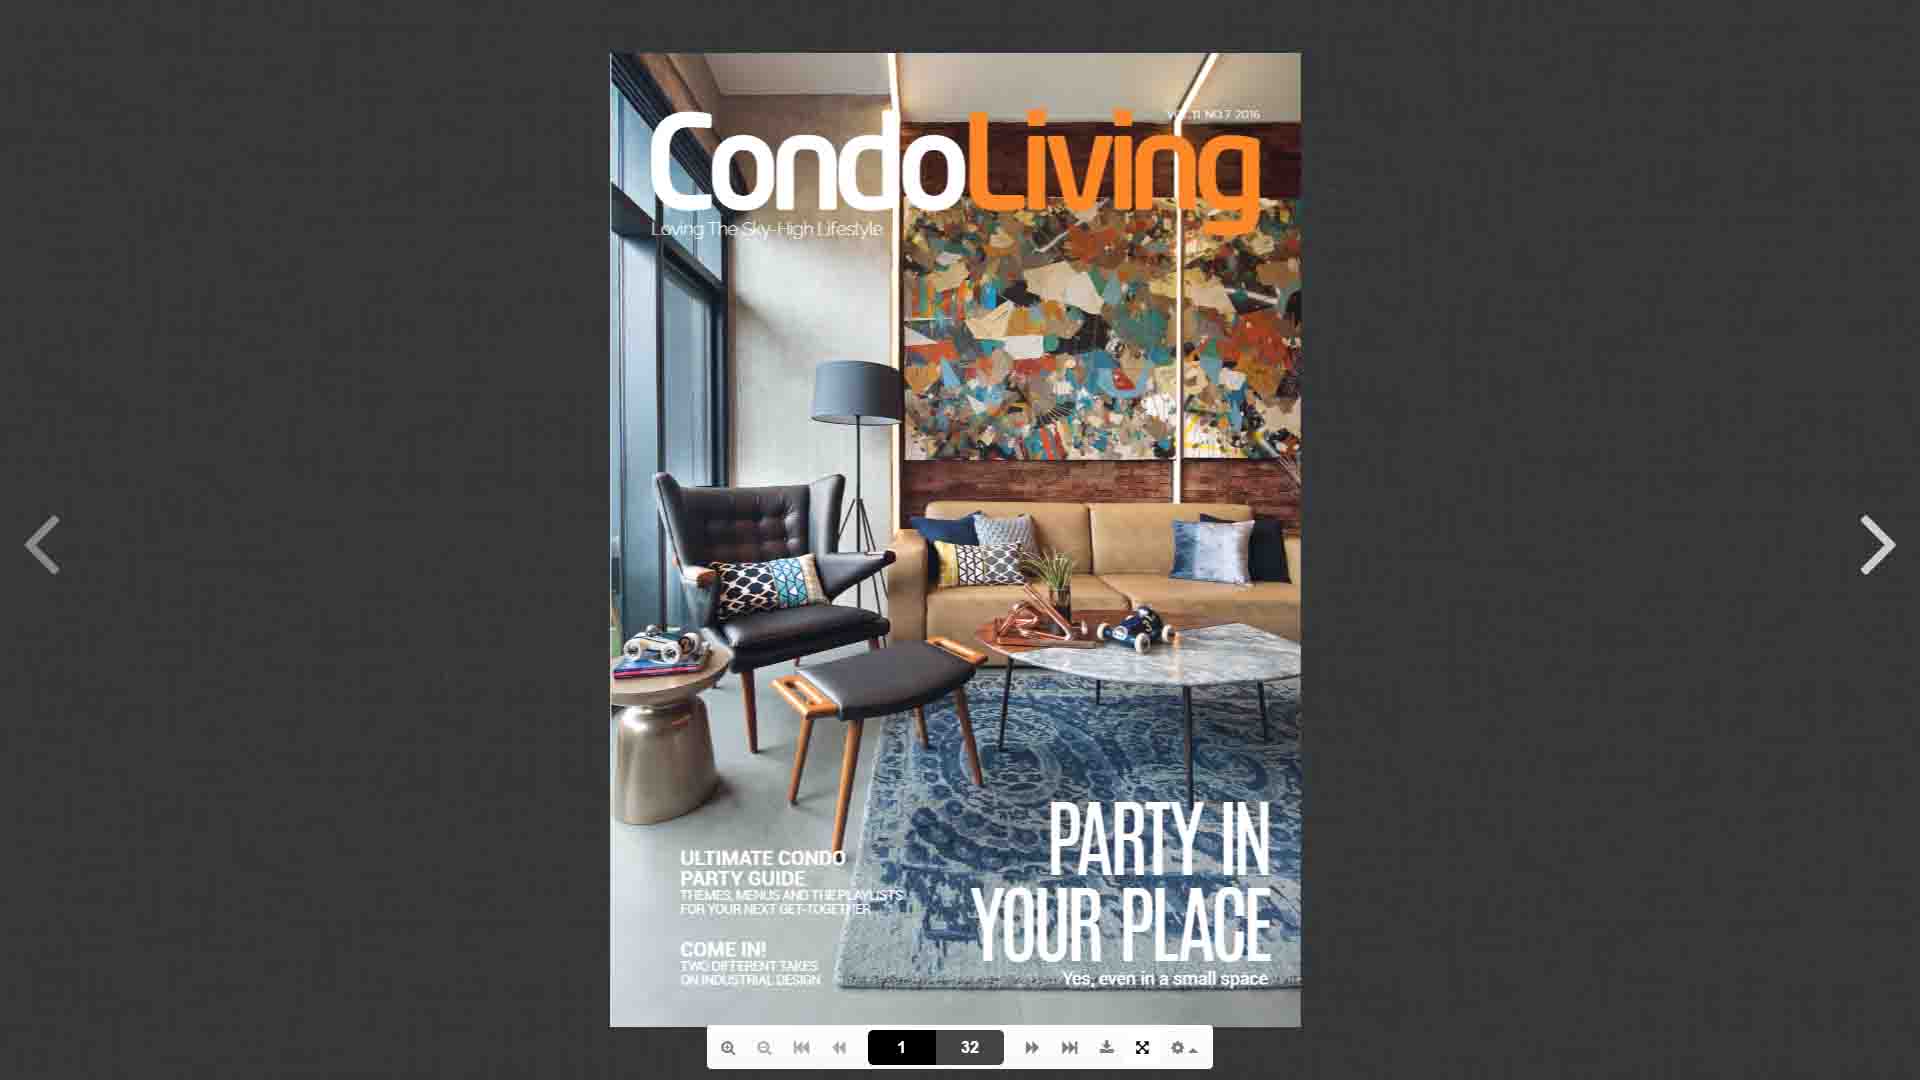 VOL.11 NO.7 2016
CondoLiving
Loving The Sky-High Lifestyle
PARTY IN
YOUR PLACE
Yes, even in a small space
ULTIMATE CONDO
PARTY GUIDE
THEMES, MENUS AND THE PLAYLISTS
FOR YOUR NEXT GET-TOGETHER
COME IN!
TWO DIFFERENT TAKES
ON INDUSTRIAL DESIGN
1 32